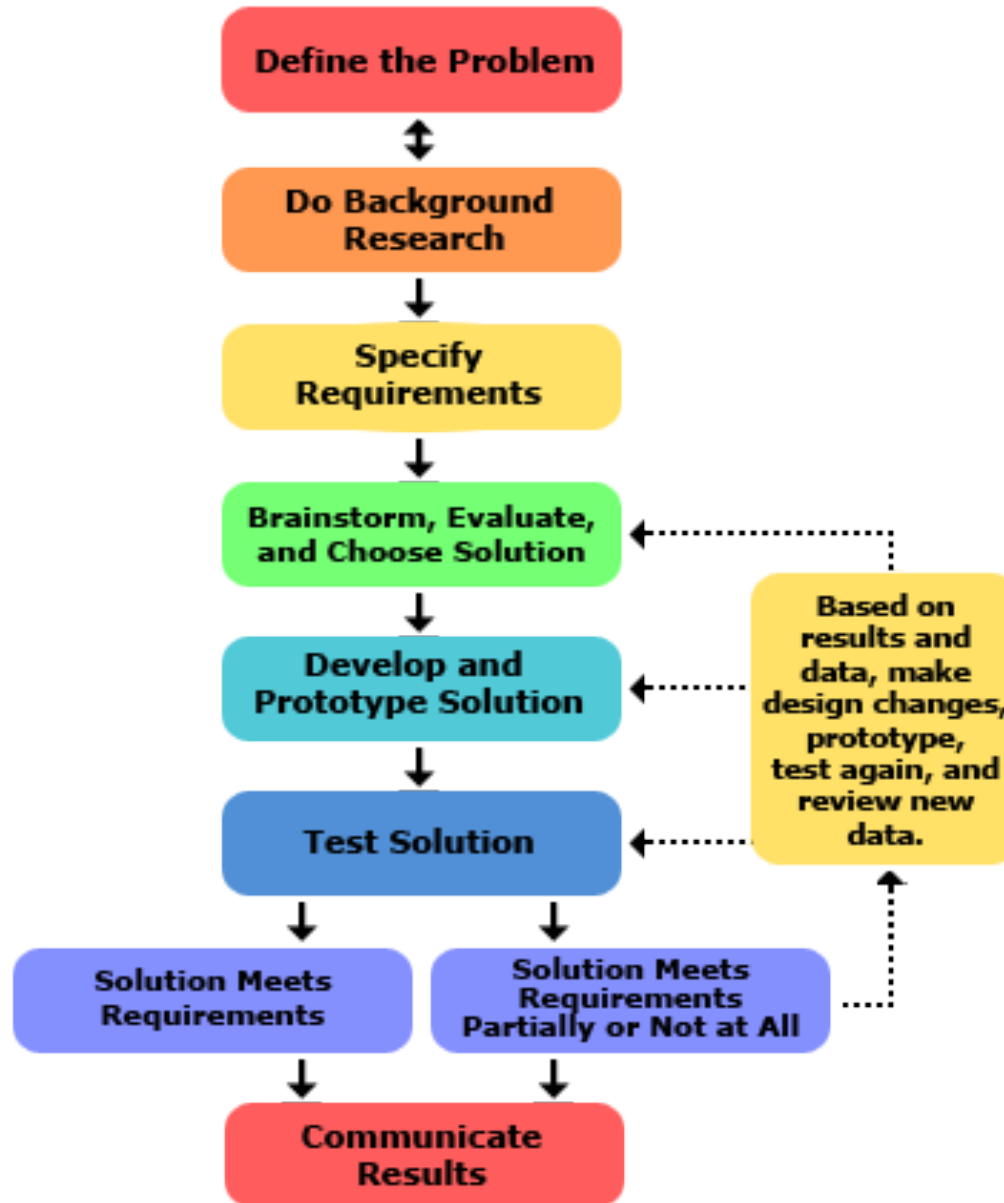 Define the Problem
Do Background
Research
Specify
Requirements
Brainstorm, Evaluate,
and Choose Solution
Develop and
Prototype Solution
Based on
results and
data, make
design changes,
prototype,
test again, and
review new
data.
Test Solution
Solution Meets
Requirements
Solution Meets
Requirements
Partially or Not at All
Communicate
Results